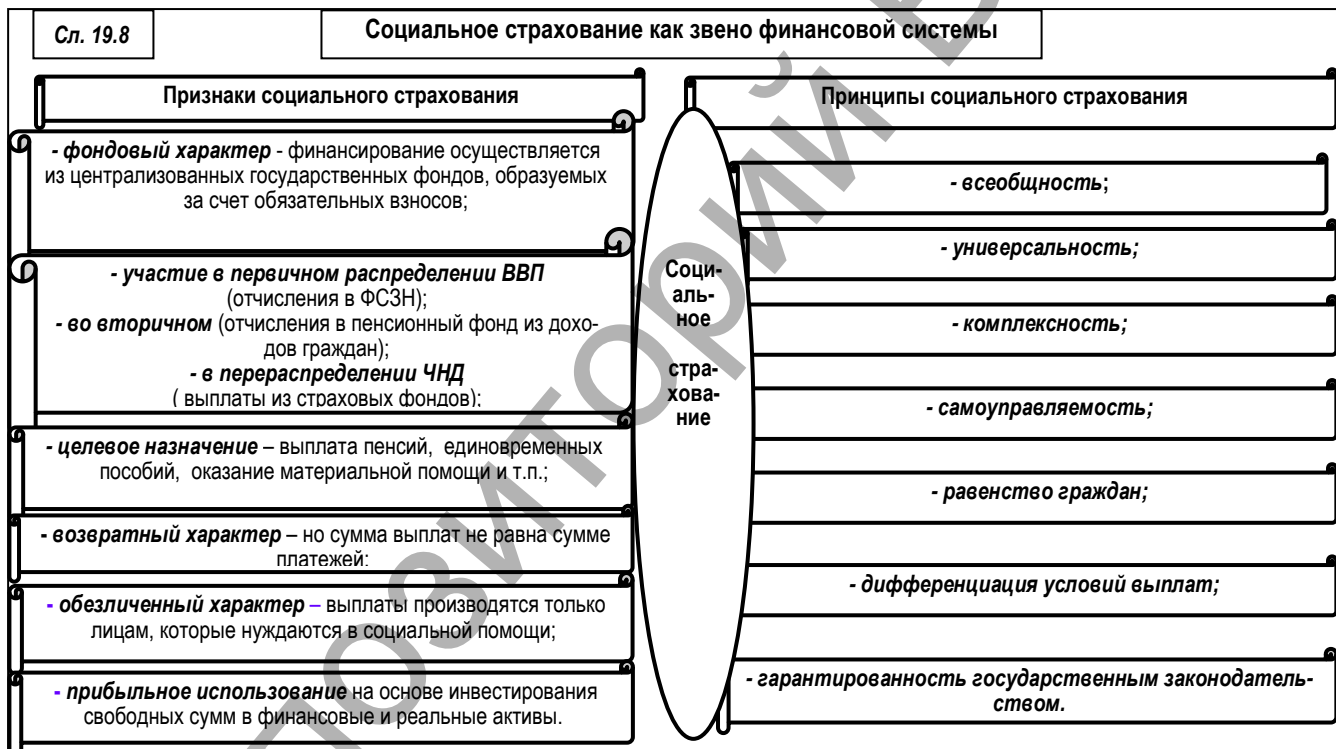 Сл. 19.8
Социальное страхование как звено финансовой системы
Признаки социального страхования
- фондовый характер - финансирование осуществляется
из централизованных государственных фондов, образуемых
за счет обязательных взносов;
- участие в первичном распределении ВВП
(отчисления в ФСЗН);
- во вторичном (отчисления в пенсионный фонд из дохо-
дов граждан);
- в перераспределении ЧНД
( выплаты из страховых фондов);
- целевое назначение – выплата пенсий, единовременных
пособий, оказание материальной помощи и т.п.;
- возвратный характер – но сумма выплат не равна сумме
платежей;
- обезличенный характер – выплаты производятся только
лицам, которые нуждаются в социальной помощи;
- прибыльное использование на основе инвестирования
свободных сумм в финансовые и реальные активы.
Соци-
аль-
ное
стра-
хова-
ние
Принципы социального страхования
- всеобщность;
- универсальность;
- комплексность;
- самоуправляемость;
- равенство граждан;
- дифференциация условий выплат;
- гарантированность государственным законодатель-
ством.